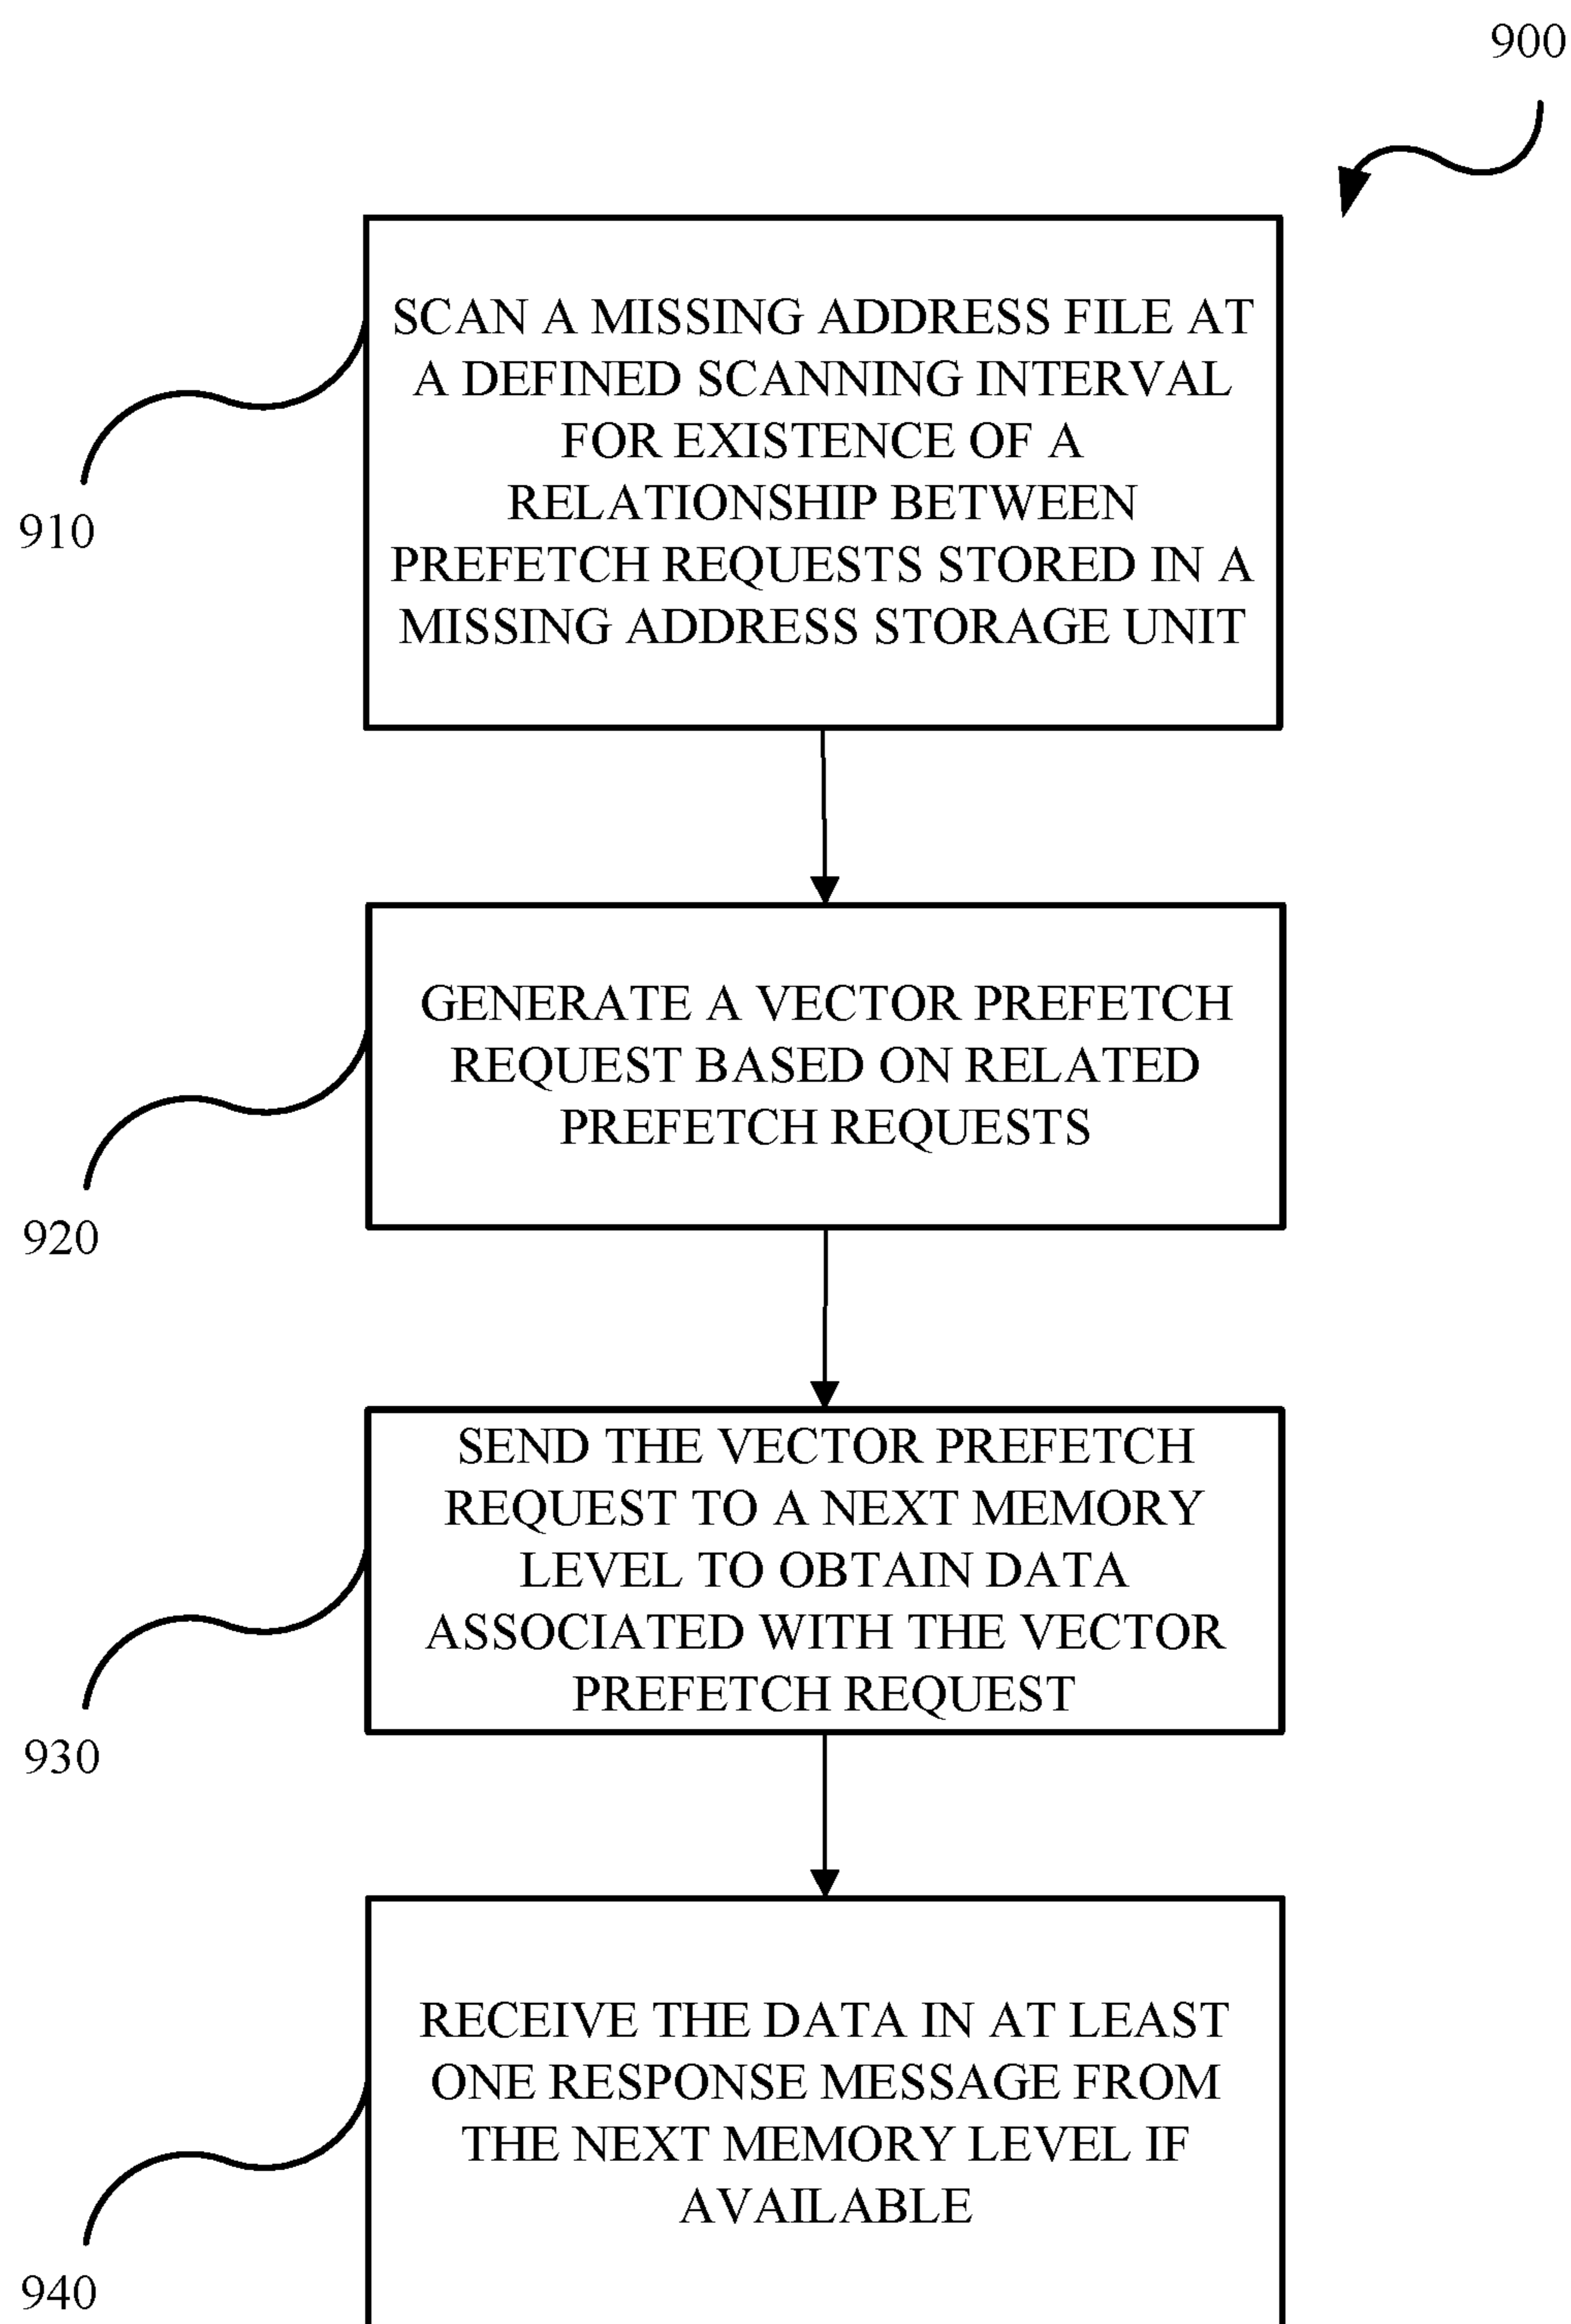 900
SCAN A MISSING ADDRESS FILE AT
A DEFINED SCANNING INTERVAL
FOR EXISTENCE OF A
RELATIONSHIP BETWEEN
PREFETCH REQUESTS STORED IN A
MISSING ADDRESS STORAGE UNIT
910
GENERATE A VECTOR PREFETCH
REQUEST BASED ON RELATED
PREFETCH REQUESTS
920
SEND THE VECTOR PREFETCH
REQUEST TO A NEXT MEMORY
LEVEL TO OBTAIN DATA
ASSOCIATED WITH THE VECTOR
PREFETCH REQUEST
930
RECEIVE THE DATA IN AT LEAST
ONE RESPONSE MESSAGE FROM
THE NEXT MEMORY LEVEL IF
AVAILABLE
940